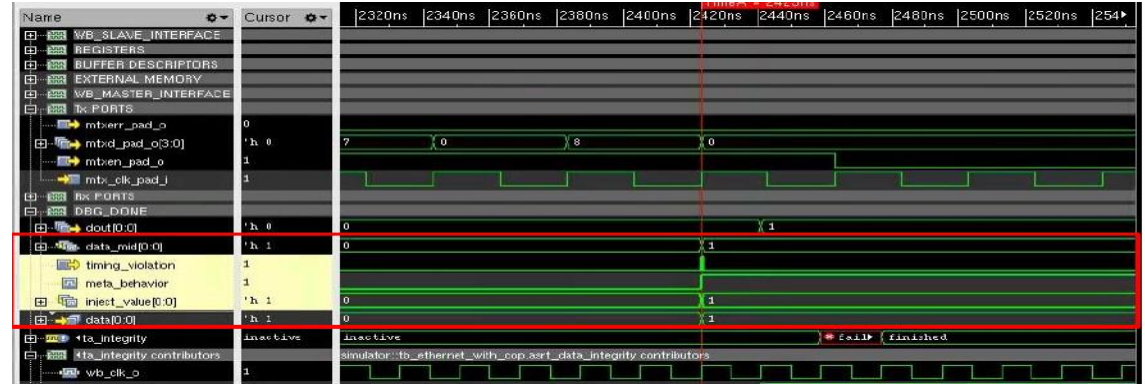 Name Cursor 2320ns 2340ns 2360ns 2380ns 2400ns 2420ns 2440ns 2460ns 2480ns 2500ns 2520ns 254
WB_SLAVE_INTERFACE
REGISTERS
BUFFER DESCRIPTORS
EXTERNAL MEMORY
WB_MASTER_INTERFACE
Tx PORTS
mtxerr_pad_o 0
mtxd_pad_o[3:0] 'h 0 7 0 8 0
mtxen_pad_o 1
mtx_clk_pad_i 1
Rx PORTS
DBG_DONE
dout[0:0] 'h 0 0 1
data_mid[0:0] 'h 1 0 1
timing_violation 1
meta_behavior 1
inject_value[0:0] 'h 1 0 1
data[0:0] 'h 1 0 1
ta_integrity inactive inactive fail finished
ta_integrity contributors simulator::tb_ethernet_with_cop.asrt_data_integrity contributors
wb_clk_o 1